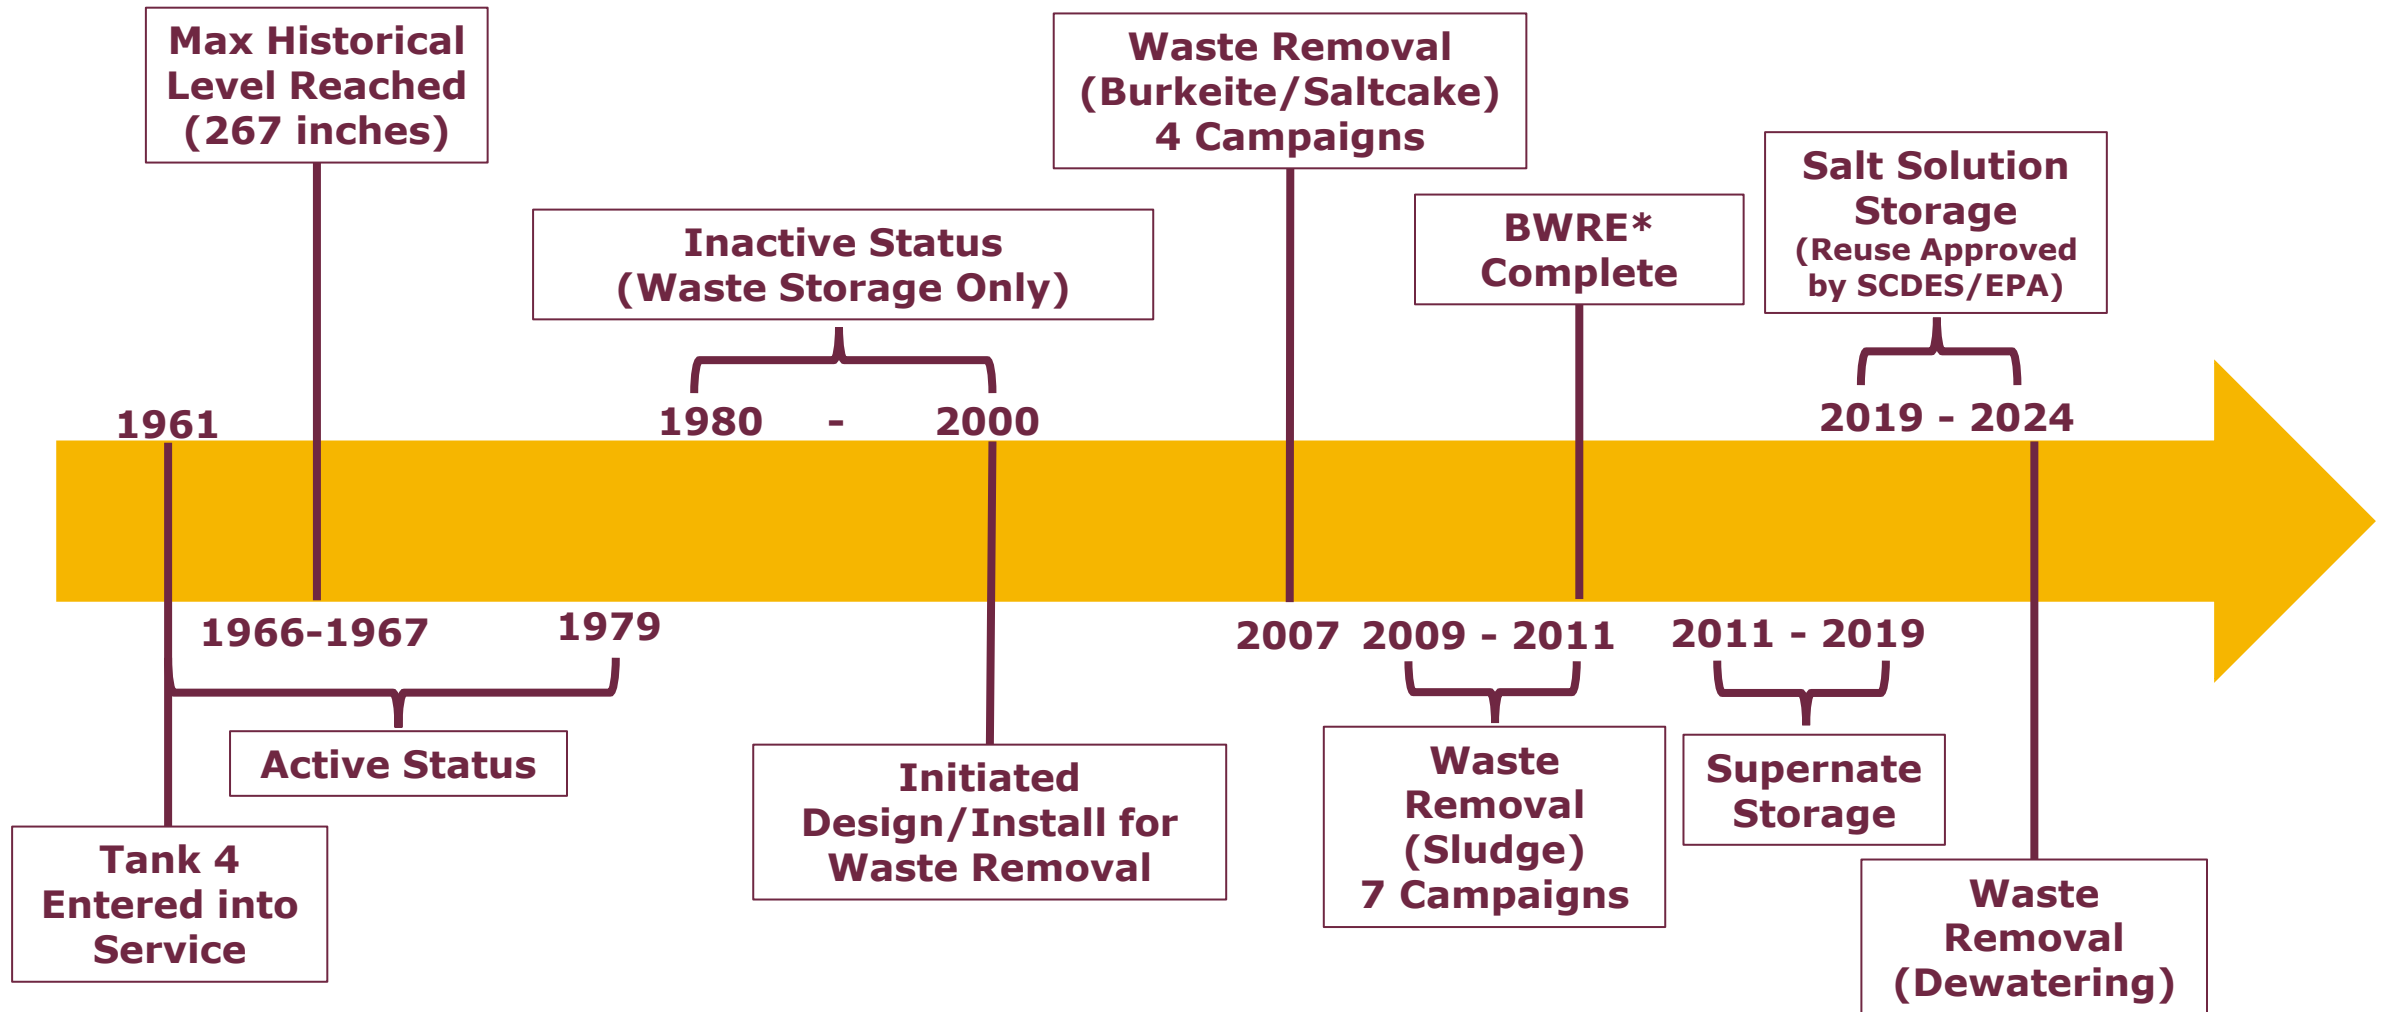 Max Historical
Level Reached
(267 inches)
Waste Removal
(Burkeite/Saltcake)
4 Campaigns
Salt Solution
Storage
(Reuse Approved
by SCDES/EPA)
Inactive Status
(Waste Storage Only)
BWRE*
Complete
1961
1980 - 2000
2019 - 2024
1966-1967
1979
2007
2009 - 2011
2011 - 2019
Active Status
Tank 4
Entered into
Service
Initiated
Design/Install for
Waste Removal
Waste
Removal
(Sludge)
7 Campaigns
Supernate
Storage
Waste
Removal
(Dewatering)